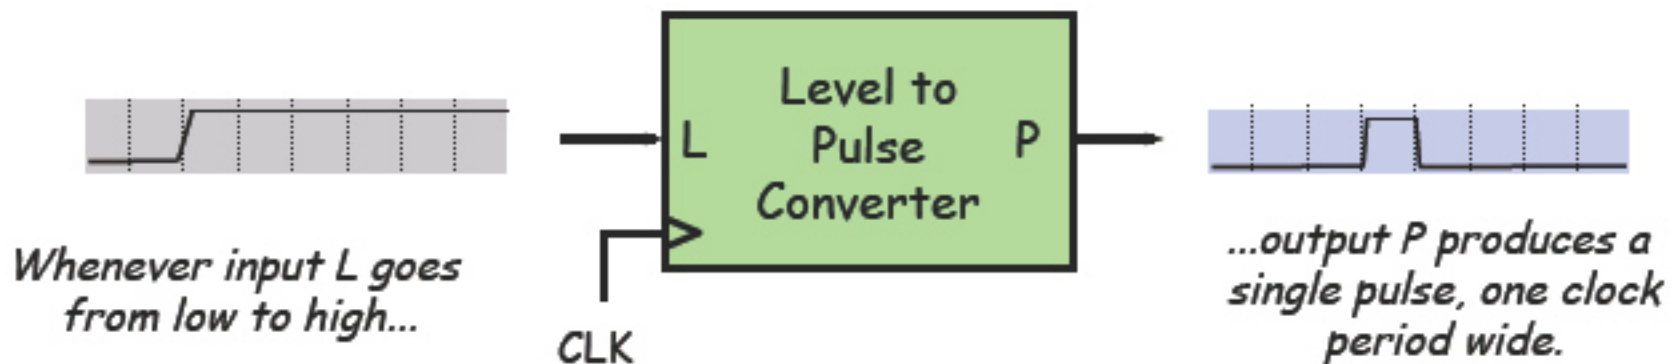 Level to
Pulse
Converter
L
P
CLK
Whenever input L goes
from low to high...
...output P produces a
single pulse, one clock
period wide.